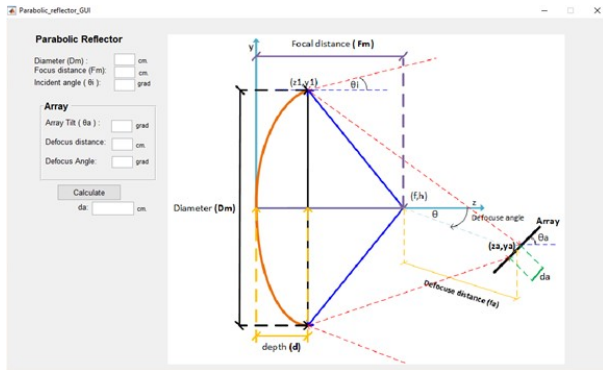 Parabolic_reflector_GUI
Parabolic Reflector
Diameter (Dm) :
cm.
Focus distance (Fm):
cm.
Incident angle ( θi ):
grad
Array
Array Tilt ( θa ) :
grad
Defocus distance:
cm.
Defocus Angle:
grad
Calculate
da:
cm.
Focal distance ( Fm)
y
(z1,y1)
θi
(f,h)
z
θ
Defocuse angle
Array
Diameter (Dm)
θa
(za,ya)
da
Defocuse distance (fa)
depth (d)